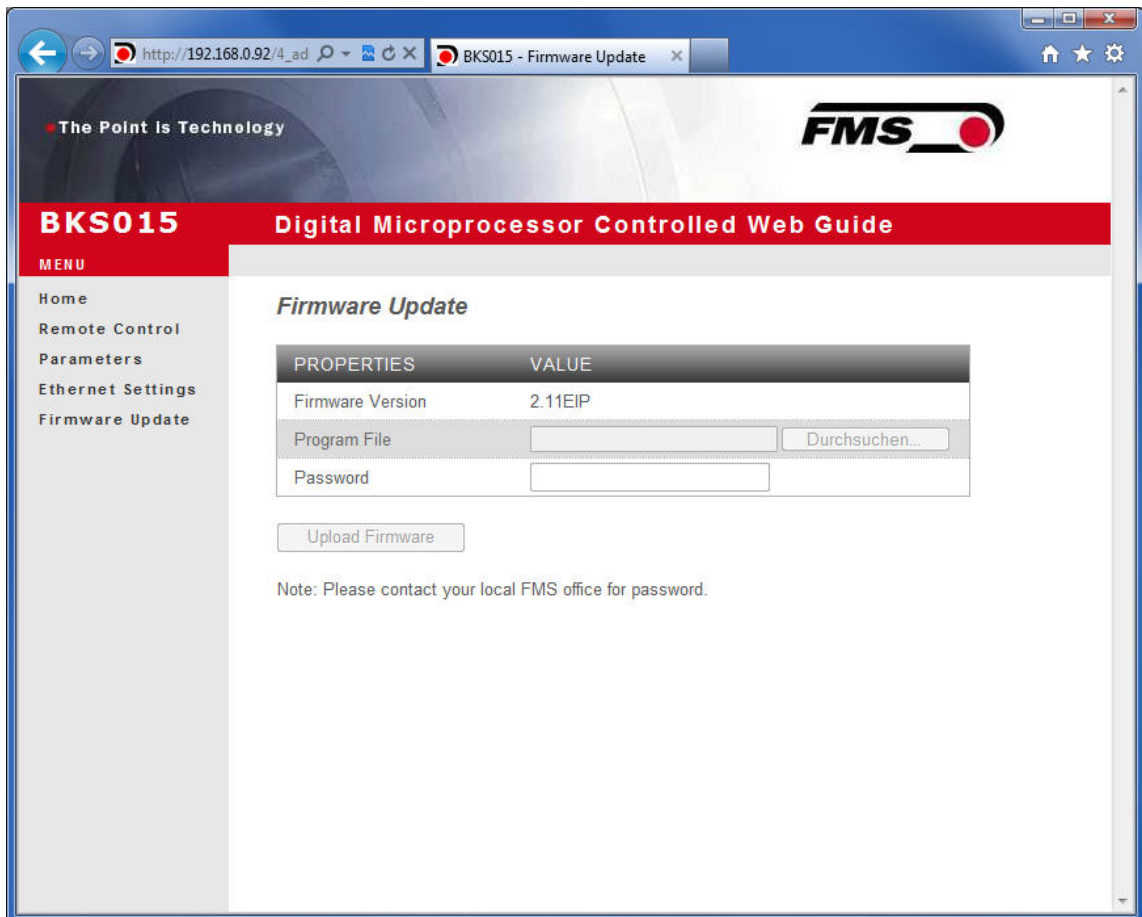 http://192.168.0.92/4_ad
BKS015 - Firmware Update
The Point is Technology
FMS
BKS015
Digital Microprocessor Controlled Web Guide
MENU
Home
Remote Control
Parameters
Ethernet Settings
Firmware Update
Firmware Update
PROPERTIES VALUE
Firmware Version 2.11EIP
Program File Durchsuchen...
Password
Upload Firmware
Note: Please contact your local FMS office for password.